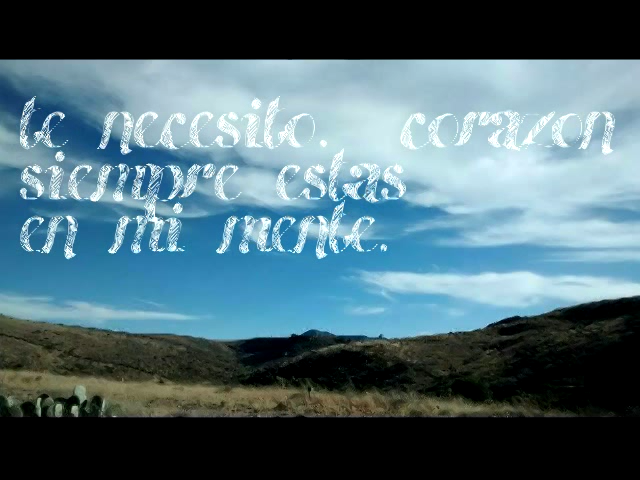 te necesito. corazon
siempre estas
en mi mente.